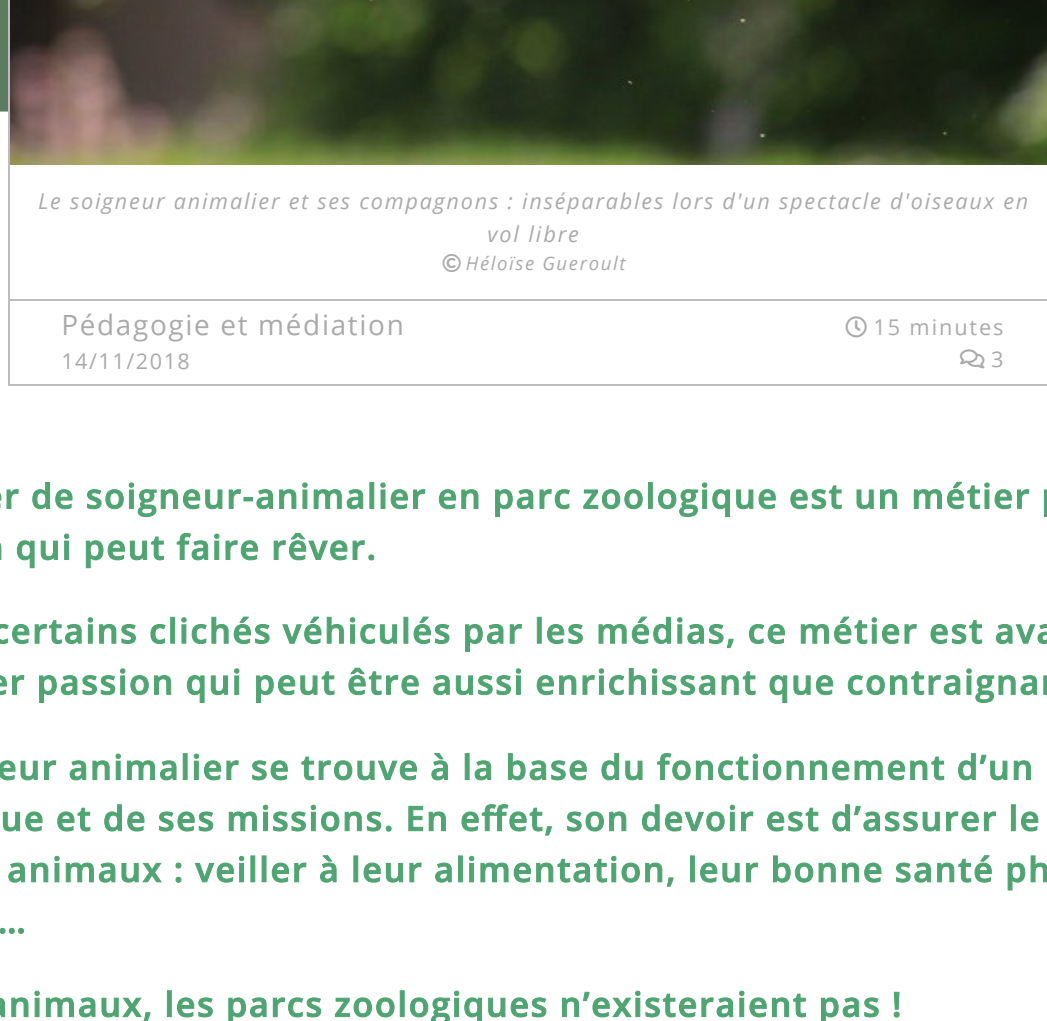 Le soigneur animalier et ses compagnons : inséparables lors d'un spectacle d'oiseaux en
vol libre
© Héloïse Gueroult
Pédagogie et médiation
15 minutes
14/11/2018
3
de soigneur-animalier en parc zoologique est un métier
qui peut faire rêver.
certains clichés véhiculés par les médias, ce métier est
passion qui peut être aussi enrichissant que
animalier se trouve à la base du fonctionnement d’un
et de ses missions. En effet, son devoir est d’assurer le
animaux : veiller à leur alimentation, leur bonne santé
...
animaux, les parcs zoologiques n’existeraient pas !